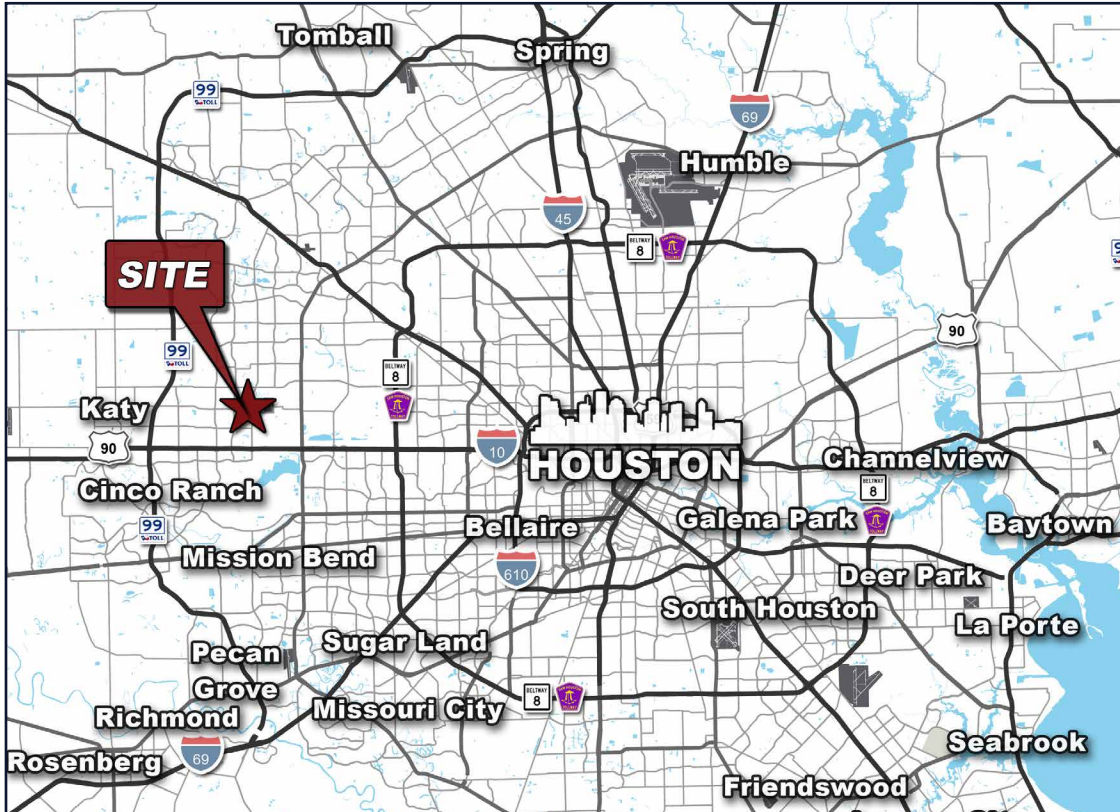 Tomball
Spring
99
TOLL
69
Humble
45
BELTWAY
8
SITE
9
90
99
TOLL
BELTWAY
8
Katy
90
10
HOUSTON
Channelview
Cinco Ranch
BELTWAY
8
99
TOLL
Bellaire
Galena Park
Baytown
Mission Bend
610
Deer Park
South Houston
La Porte
Sugar Land
Pecan
Grove
BELTWAY
8
Missouri City
Richmond
69
Seabrook
Rosenberg
Friendswood